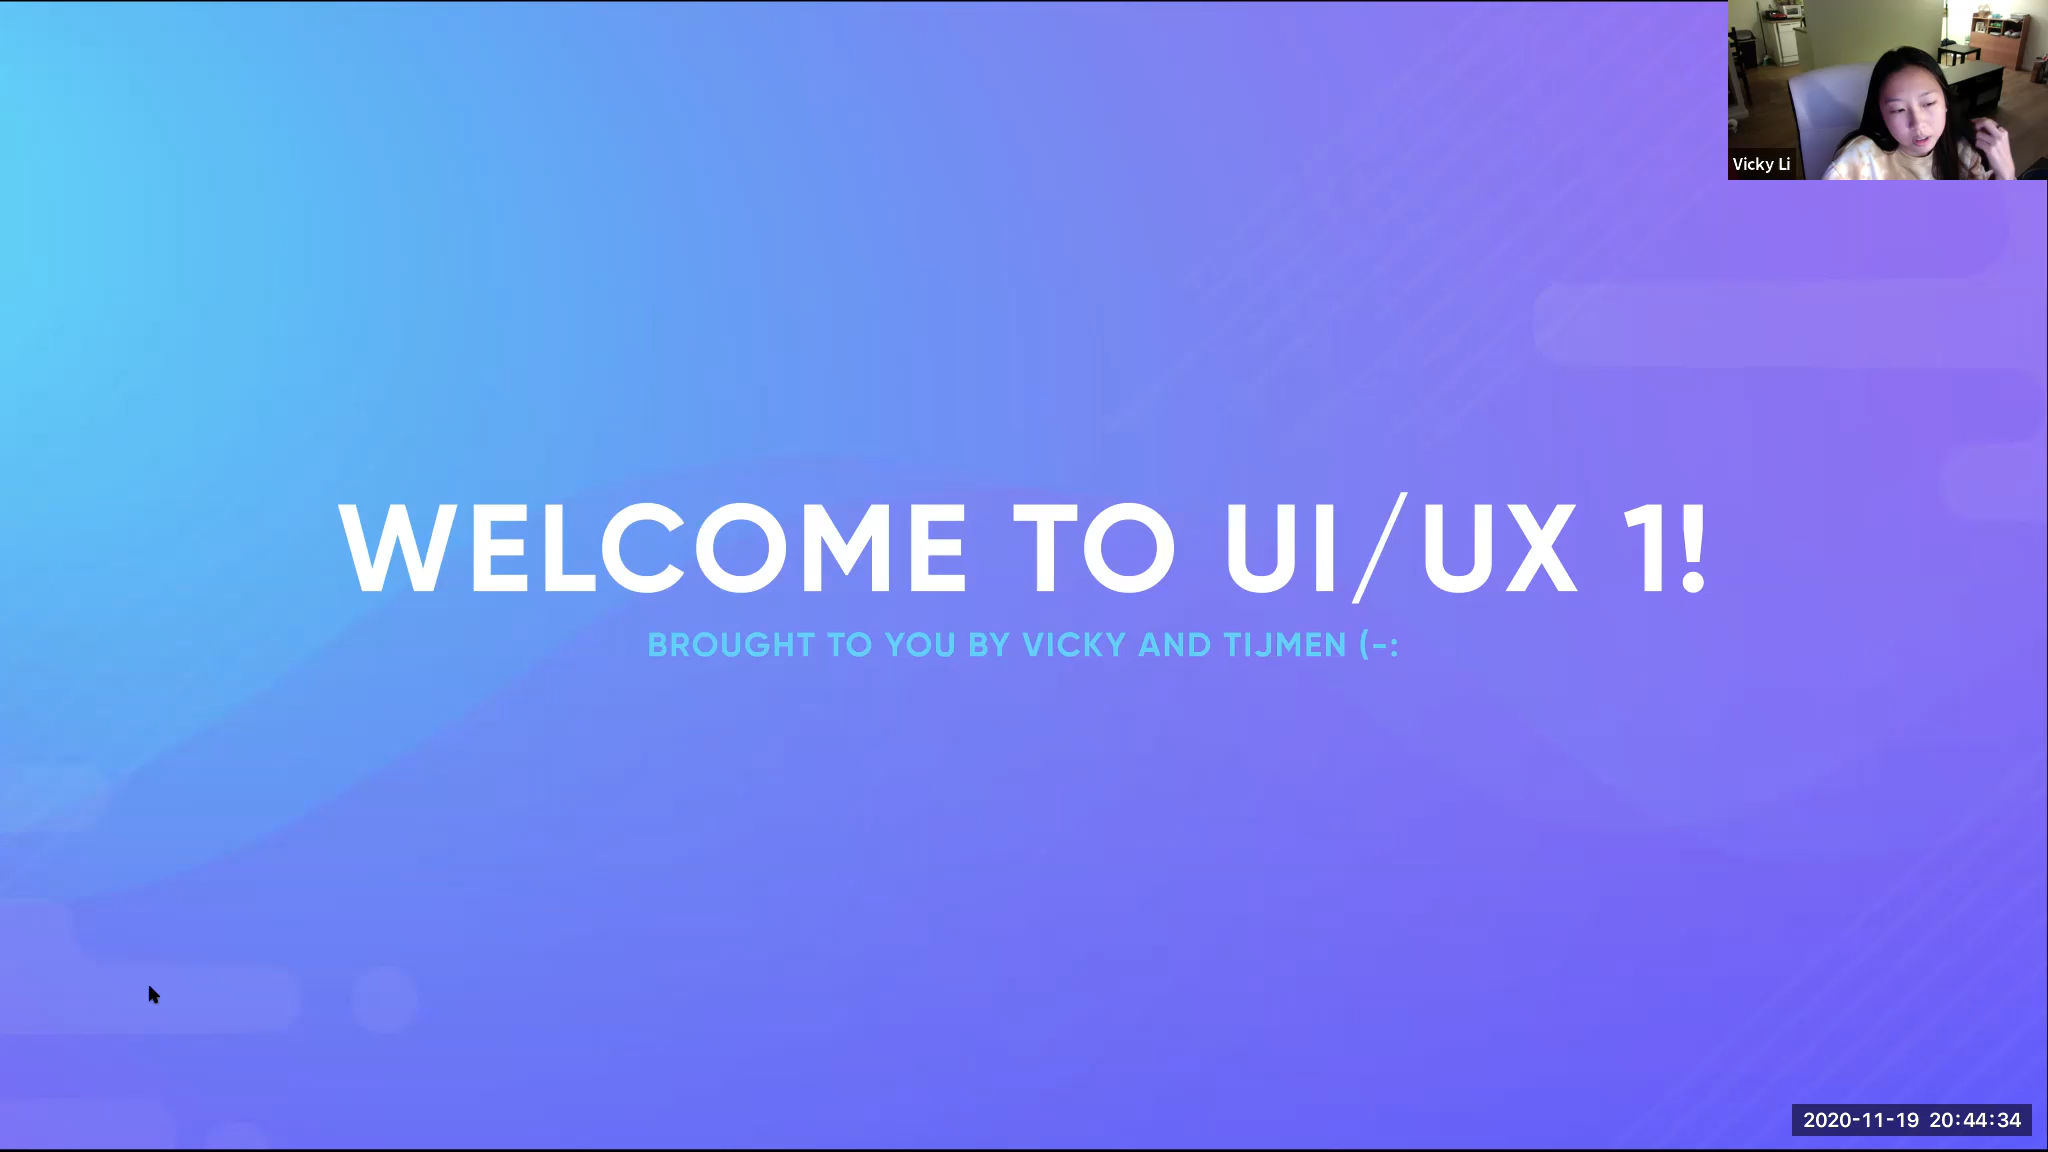 Vicky Li
WELCOME TO UI/UX 1!
BROUGHT TO YOU BY VICKY AND TIJMEN (-:
2020-11-19 20:44:34